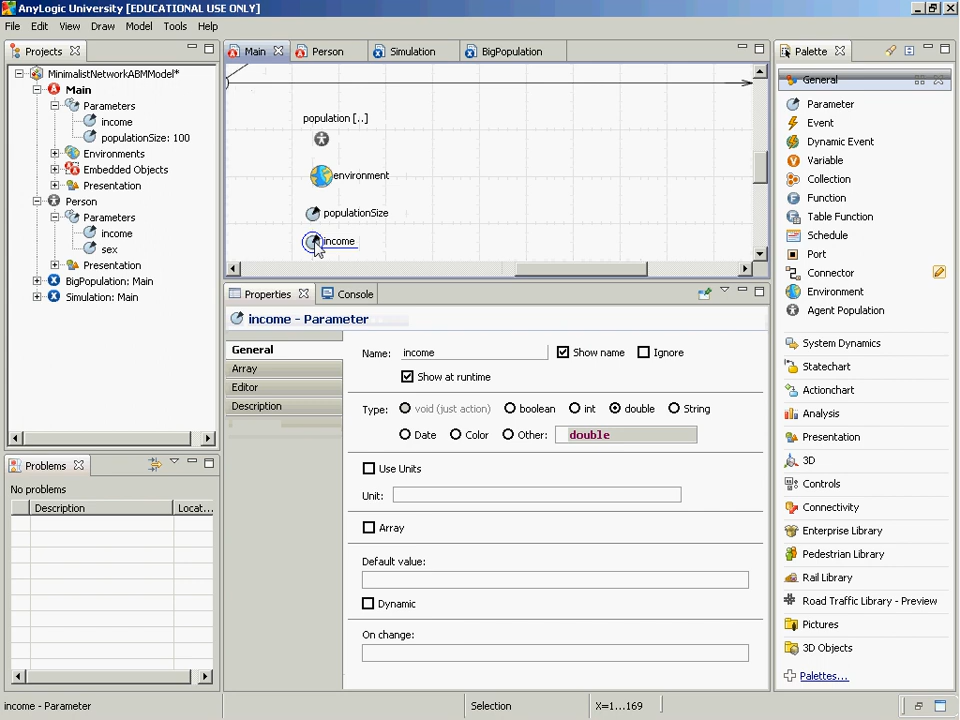 AnyLogic University [EDUCATIONAL USE ONLY]
File Edit View Draw Model Tools Help
Projects
MinimalistNetworkABMModel*
Main
Parameters
income
populationSize: 100
Environments
Embedded Objects
Presentation
Person
Parameters
income
sex
Presentation
BigPopulation: Main
Simulation: Main
Problems
No problems
Description Locat...
Main Person Simulation BigPopulation
population [..]
environment
populationSize
income
Properties Console
income - Parameter
General
Array
Editor
Description
Name: income Show name Ignore
Show at runtime
Type: void (just action) boolean int double String
Date Color Other: double
Use Units
Unit:
Array
Default value:
Dynamic
On change:
Palette
General
Parameter
Event
Dynamic Event
Variable
Collection
Function
Table Function
Schedule
Port
Connector
Environment
Agent Population
System Dynamics
Statechart
Actionchart
Analysis
Presentation
3D
Controls
Connectivity
Enterprise Library
Pedestrian Library
Rail Library
Road Traffic Library - Preview
Pictures
3D Objects
Palettes...
income - Parameter Selection X=1...169